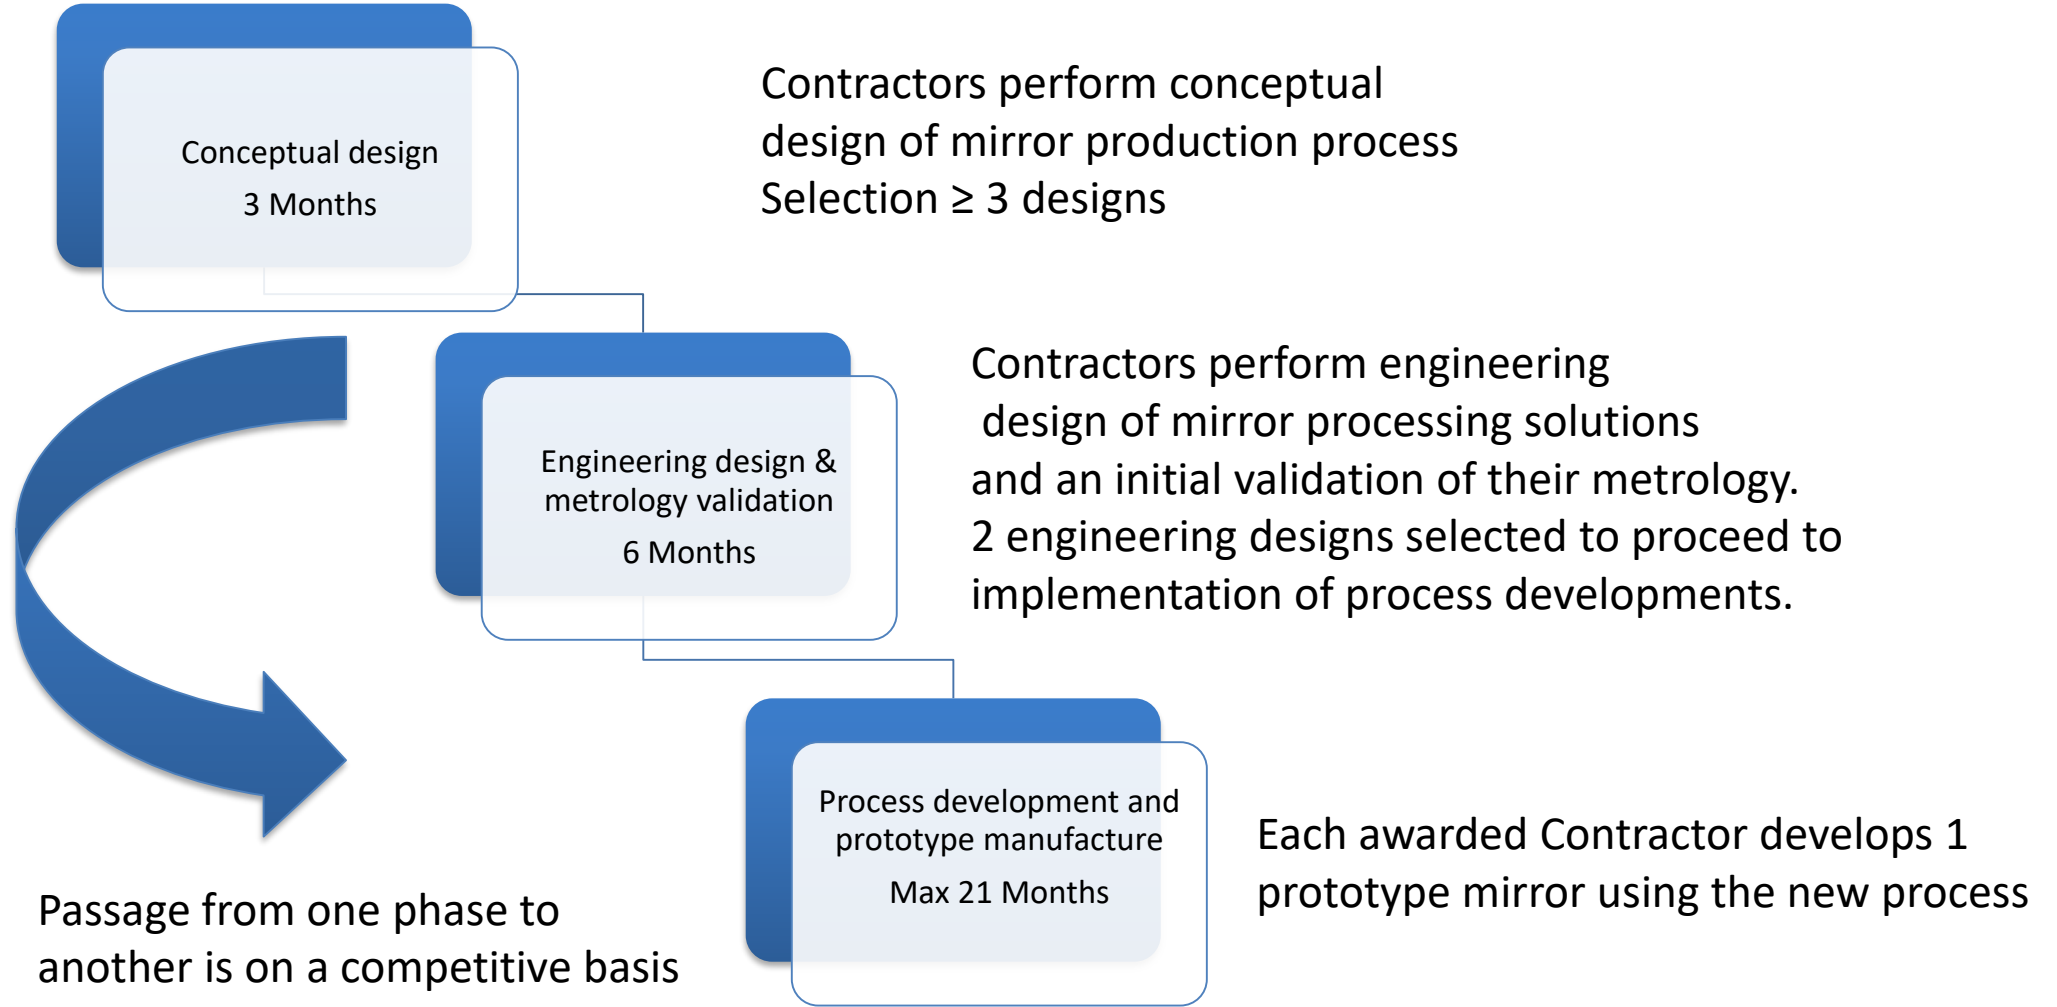 Conceptual design
3 Months
Contractors perform conceptual
design of mirror production process
Selection ≥ 3 designs
Engineering design &
metrology validation
6 Months
Contractors perform engineering
design of mirror processing solutions
and an initial validation of their metrology.
2 engineering designs selected to proceed to
implementation of process developments.
Process development and
prototype manufacture
Max 21 Months
Each awarded Contractor develops 1
prototype mirror using the new process
Passage from one phase to
another is on a competitive basis